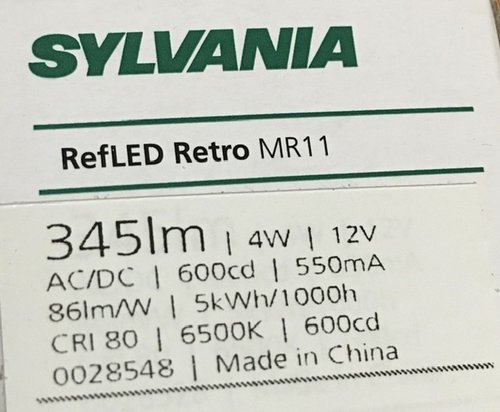 SYLVANIA
RefLED Retro MR11
345lm | 4W | 12V
AC/DC | 600cd | 550mA
86lm/W | 5kWh/1000h
CRI 80 | 6500K | 600cd
0028548 | Made in China